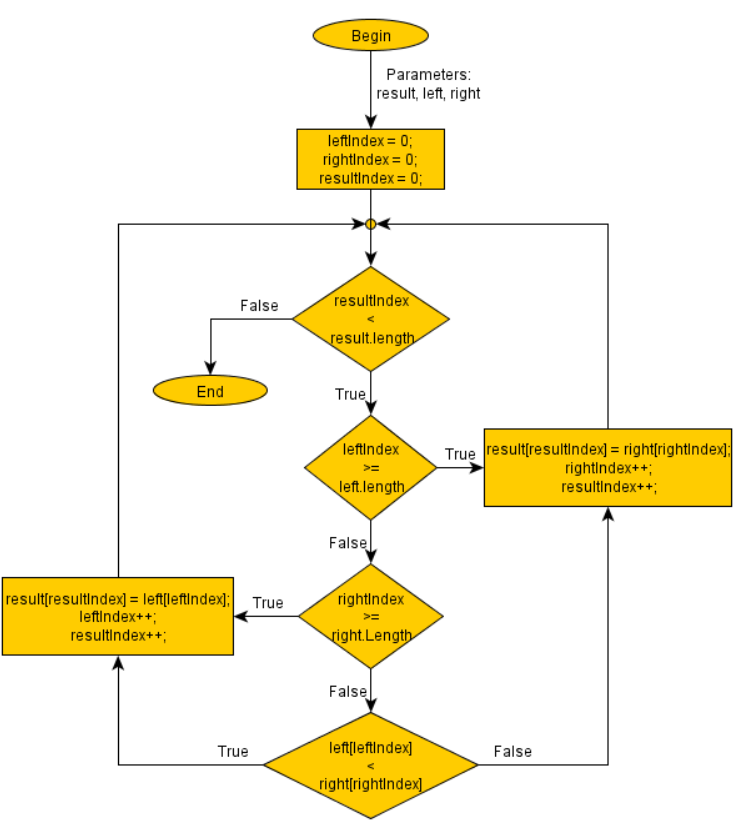 Begin
Parameters:
result, left, right
leftIndex = 0;
rightIndex = 0;
resultIndex = 0;
resultIndex
<
result.length
False
End
True
leftIndex
>=
left.length
True
result[resultIndex] = right[rightIndex];
rightIndex++;
resultIndex++;
False
rightIndex
>=
right.Length
True
result[resultIndex] = left[leftIndex];
leftIndex++;
resultIndex++;
False
left[leftIndex]
<
right[rightIndex]
True
False